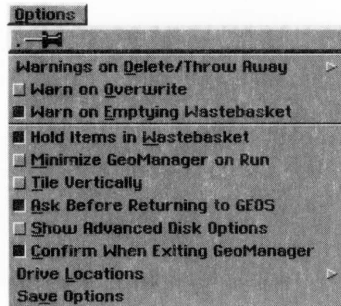 Options
Warnings on Delete/Throw Away
Warn on Overwrite
Warn on Emptying Wastebasket
Hold Items in Wastebasket
Minimize GeoManager on Run
Tile Vertically
Ask Before Returning to GEOS
Show Advanced Disk Options
Confirm When Exiting GeoManager
Drive Locations
Save Options